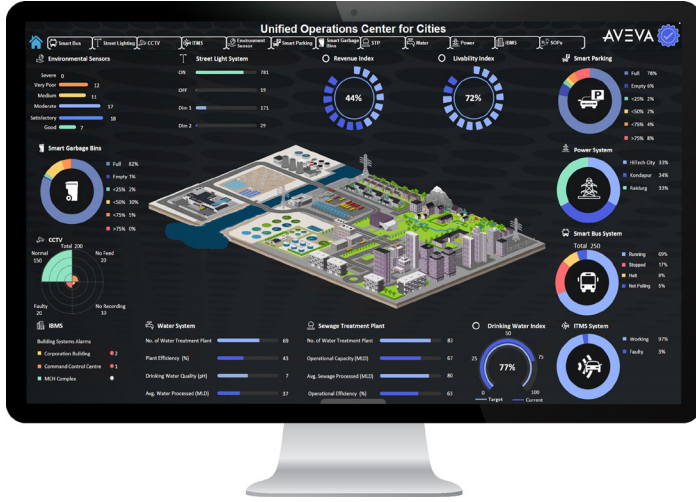 Unified Operations Center for Cities
AVEVA
Smart Bus
Street Lighting
CCTV
ITMS
Environment Sensor
Smart Parking
Smart Garbage Bins
STP
Water
Power
IBMS
SOPs
Environmental Sensors
Severe 0
Very Poor 12
Medium 11
Moderate 17
Satisfactory 18
Good 7
Street Light System
ON 781
OFF 19
Dim 1 171
Dim 2 29
Revenue Index
44%
Livability Index
72%
Smart Parking
Full 78%
Empty 6%
<25% 2%
<50% 2%
<75% 4%
>75% 8%
Smart Garbage Bins
Full 82%
Empty 7%
<25% 2%
<50% 10%
<75% 5%
>75% 0%
Power System
HiTech City 33%
Kondapur 34%
Raidurg 33%
CCTV
Total 200
Normal 150
No Feed 20
Faulty 20
No Recording 10
Smart Bus System
Total 250
Running 69%
Stopped 17%
Halt 8%
Not Polling 6%
IBMS
Building Systems Alarms
Corporation Building 2
Command Control Centre 1
MCH Complex
Water System
No. of Water Treatment Plant 69
Plant Efficiency (%) 43
Drinking Water Quality (pH) 7
Avg. Water Processed (MLD) 37
Sewage Treatment Plant
No. of Water Treatment Plant 83
Operational Capacity (MLD) 67
Avg. Sewage Processed (MLD) 80
Operational Efficiency (%) 63
Drinking Water Index
50
25
75
77%
0
100
Target
Current
ITMS System
Working 97%
Faulty 3%